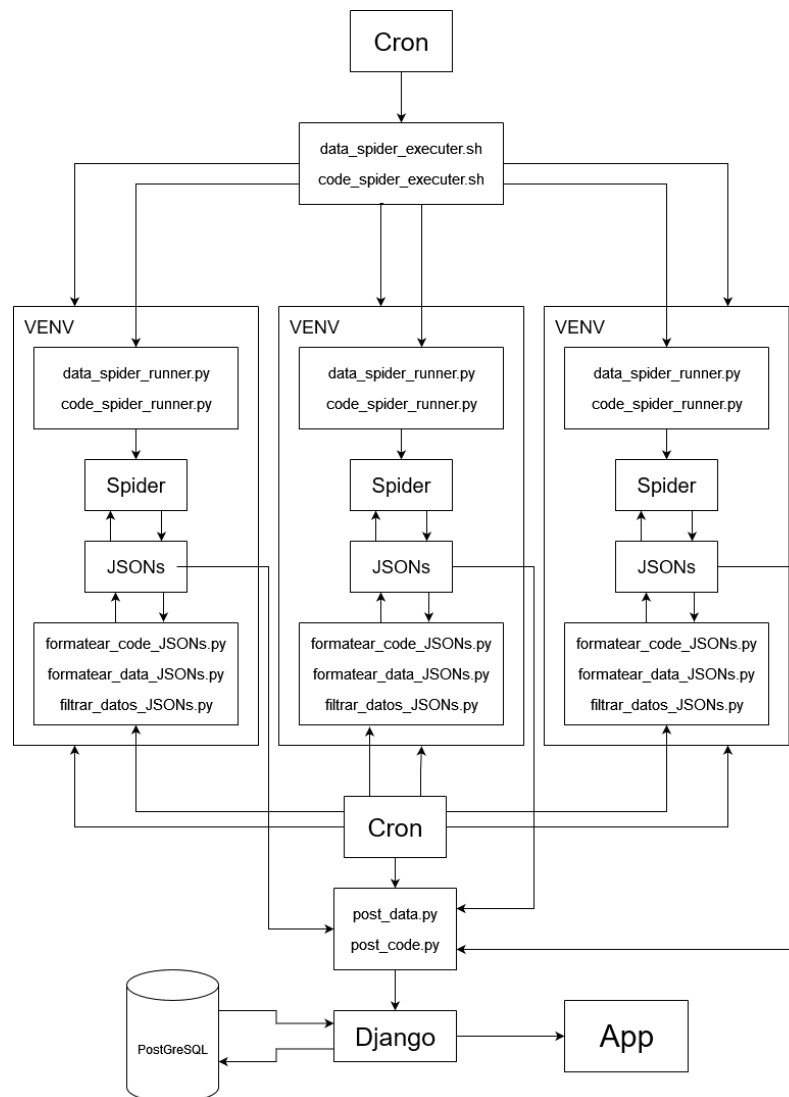 Cron
data_spider_executer.sh
code_spider_executer.sh
VENV
data_spider_runner.py
code_spider_runner.py
Spider
JSONs
formatear_code_JSONs.py
formatear_data_JSONs.py
filtrar_datos_JSONs.py
VENV
data_spider_runner.py
code_spider_runner.py
Spider
JSONs
formatear_code_JSONs.py
formatear_data_JSONs.py
filtrar_datos_JSONs.py
VENV
data_spider_runner.py
code_spider_runner.py
Spider
JSONs
formatear_code_JSONs.py
formatear_data_JSONs.py
filtrar_datos_JSONs.py
Cron
post_data.py
post_code.py
PostGreSQL
Django
App